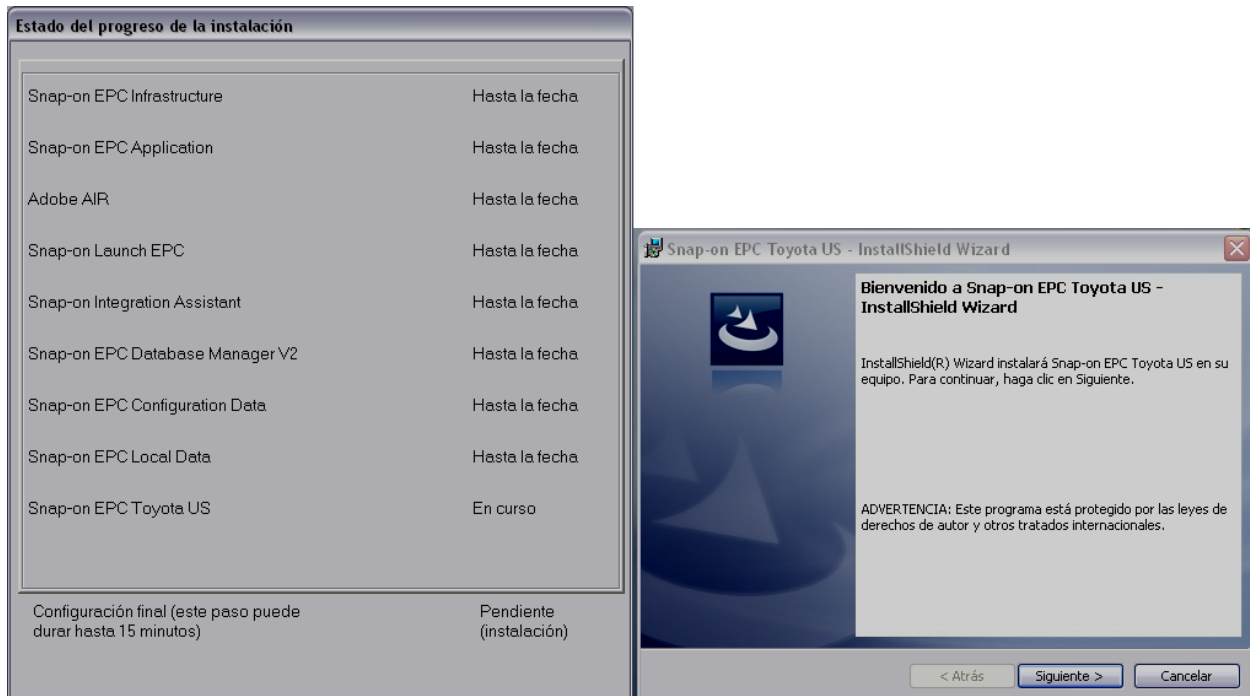 Estado del progreso de la instalación
Snap-on EPC Infrastructure Hasta la fecha
Snap-on EPC Application Hasta la fecha
Adobe AIR Hasta la fecha
Snap-on Launch EPC Hasta la fecha
Snap-on Integration Assistant Hasta la fecha
Snap-on EPC Database Manager V2 Hasta la fecha
Snap-on EPC Configuration Data Hasta la fecha
Snap-on EPC Local Data Hasta la fecha
Snap-on EPC Toyota US En curso
Configuración final (este paso puede
durar hasta 15 minutos)
Pendiente
(instalación)
Snap-on EPC Toyota US - InstallShield Wizard
Bienvenido a Snap-on EPC Toyota US -
InstallShield Wizard
InstallShield(R) Wizard instalará Snap-on EPC Toyota US en su
equipo. Para continuar, haga clic en Siguiente.
ADVERTENCIA: Este programa está protegido por las leyes de
derechos de autor y otros tratados internacionales.
< Atrás Siguiente > Cancelar